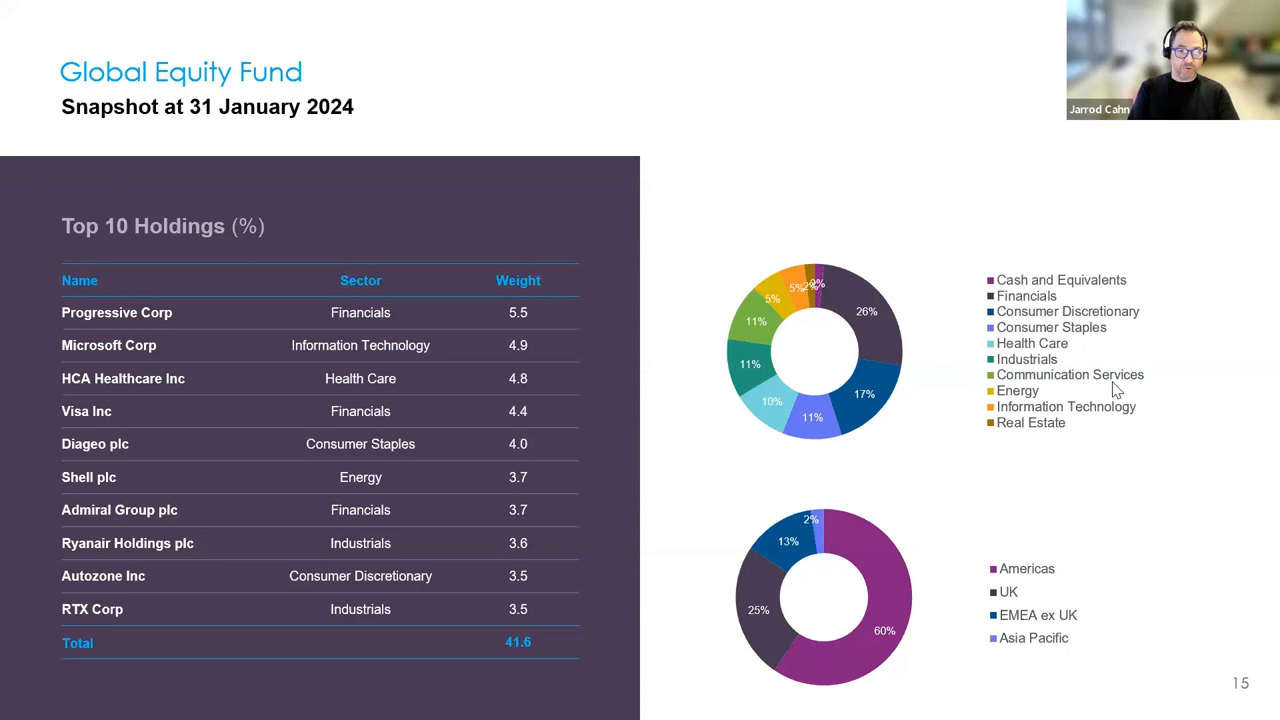 Global Equity Fund
Snapshot at 31 January 2024
Jarrod Cahn
Top 10 Holdings (%)
Name Sector Weight
Progressive Corp Financials 5.5
Microsoft Corp Information Technology 4.9
HCA Healthcare Inc Health Care 4.8
Visa Inc Financials 4.4
Diageo plc Consumer Staples 4.0
Shell plc Energy 3.7
Admiral Group plc Financials 3.7
Ryanair Holdings plc Industrials 3.6
Autozone Inc Consumer Discretionary 3.5
RTX Corp Industrials 3.5
Total 41.6
2%
26%
17%
11%
10%
11%
11%
5%
5%
2%
Cash and Equivalents
Financials
Consumer Discretionary
Consumer Staples
Health Care
Industrials
Communication Services
Energy
Information Technology
Real Estate
60%
25%
13%
2%
Americas
UK
EMEA ex UK
Asia Pacific
15